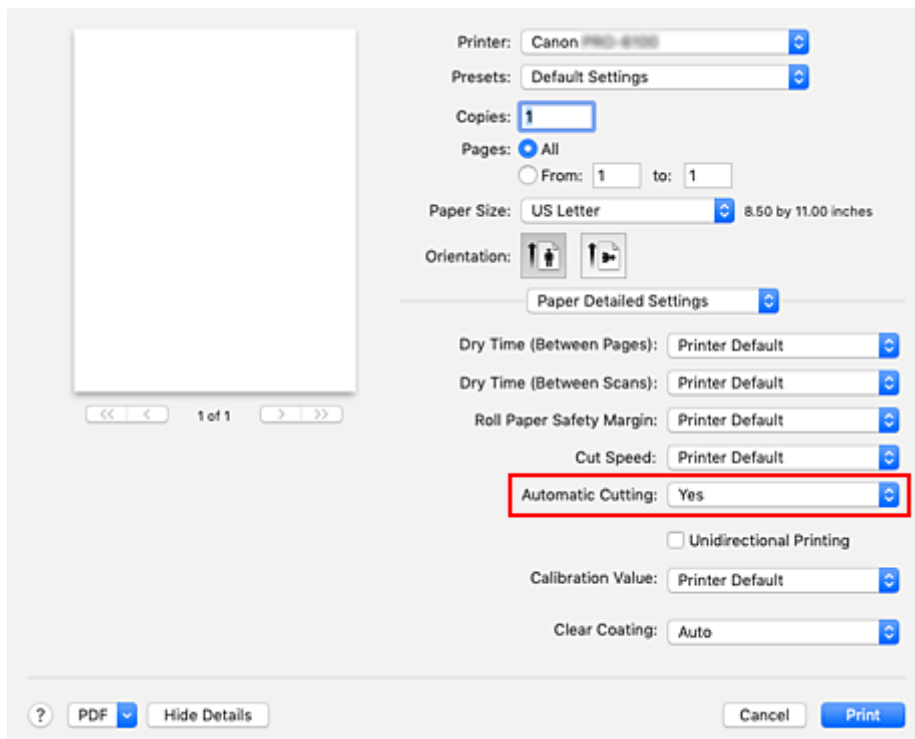 Printer: Canon
Presets: Default Settings
Copies: 1
Pages: All
From: 1 to: 1
Paper Size: US Letter 8.50 by 11.00 inches
Orientation:
Paper Detailed Settings
Dry Time (Between Pages): Printer Default
Dry Time (Between Scans): Printer Default
<< < 1 of 1 > >>
Roll Paper Safety Margin: Printer Default
Cut Speed: Printer Default
Automatic Cutting: Yes
Unidirectional Printing
Calibration Value: Printer Default
Clear Coating: Auto
? PDF Hide Details Cancel Print